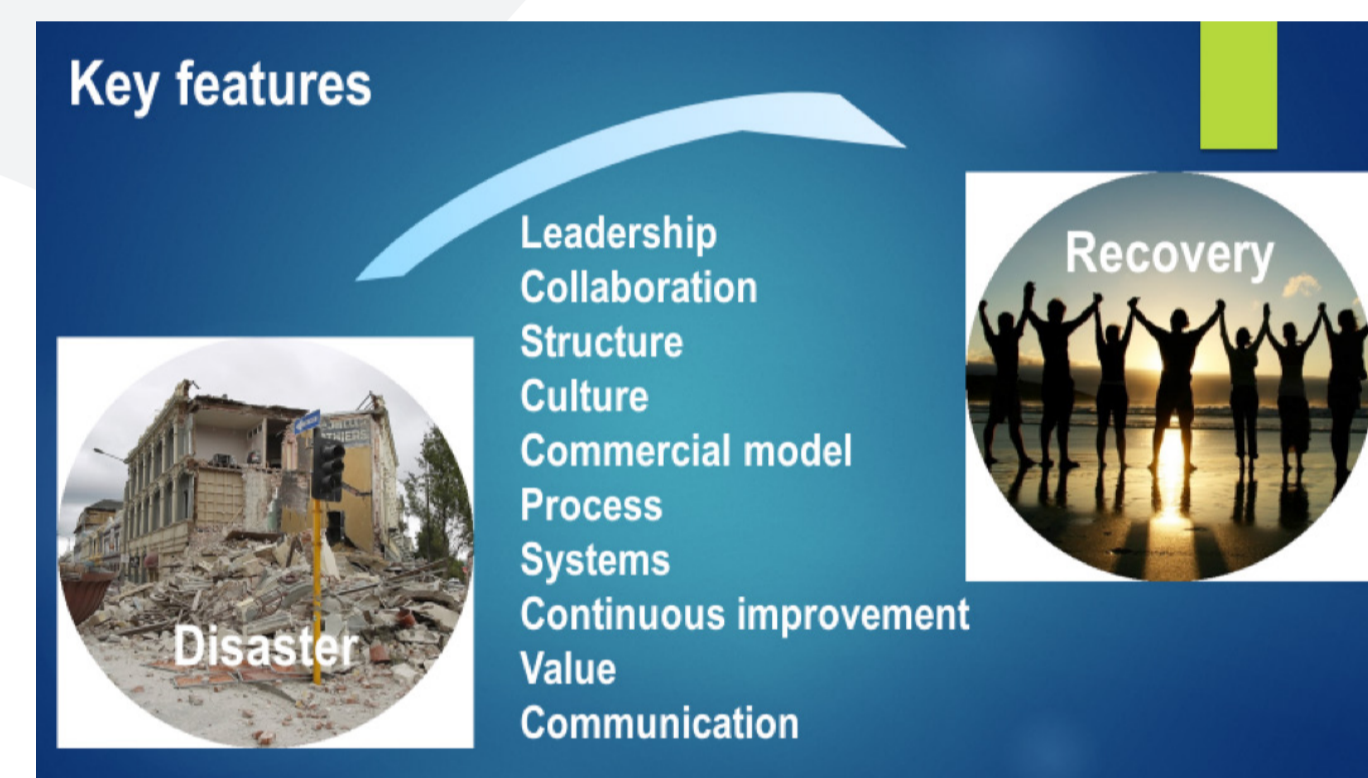 Key features
Leadership
Collaboration
Structure
Culture
Commercial model
Process
Systems
Continuous improvement
Value
Communication
Disaster
Recovery